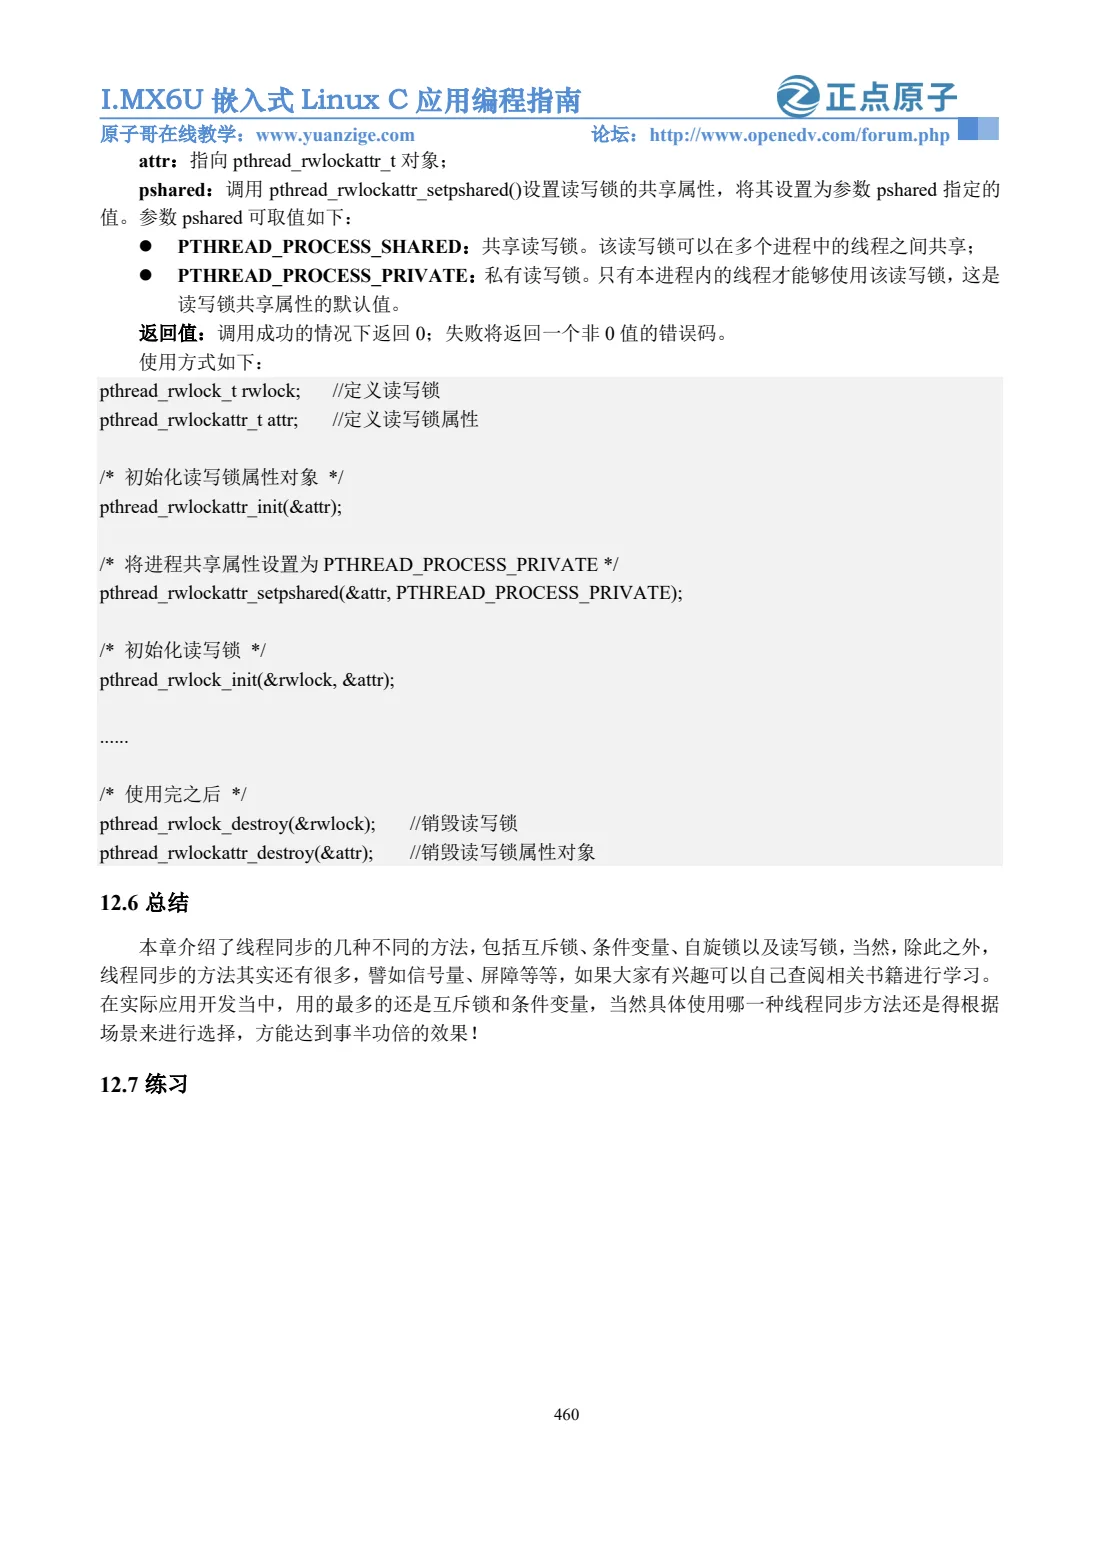 I.MX6U 嵌入式 Linux C 应用编程指南
正点原子
原子哥在线教学：www.yuanzige.com 论坛：http://www.openedv.com/forum.php
attr：指向 pthread_rwlockattr_t 对象；
pshared：调用 pthread_rwlockattr_setpshared()设置读写锁的共享属性，将其设置为参数 pshared 指定的
值。参数 pshared 可取值如下：
● PTHREAD_PROCESS_SHARED：共享读写锁。该读写锁可以在多个进程中的线程之间共享；
● PTHREAD_PROCESS_PRIVATE：私有读写锁。只有本进程内的线程才能够使用该读写锁，这是
读写锁共享属性的默认值。
返回值：调用成功的情况下返回 0；失败将返回一个非 0 值的错误码。
使用方式如下：
pthread_rwlock_t rwlock; //定义读写锁
pthread_rwlockattr_t attr; //定义读写锁属性
/* 初始化读写锁属性对象 */
pthread_rwlockattr_init(&attr);
/* 将进程共享属性设置为 PTHREAD_PROCESS_PRIVATE */
pthread_rwlockattr_setpshared(&attr, PTHREAD_PROCESS_PRIVATE);
/* 初始化读写锁 */
pthread_rwlock_init(&rwlock, &attr);
......
/* 使用完之后 */
pthread_rwlock_destroy(&rwlock); //销毁读写锁
pthread_rwlockattr_destroy(&attr); //销毁读写锁属性对象
12.6 总结
本章介绍了线程同步的几种不同的方法，包括互斥锁、条件变量、自旋锁以及读写锁，当然，除此之外，
线程同步的方法其实还有很多，譬如信号量、屏障等等，如果大家有兴趣可以自己查阅相关书籍进行学习。
在实际应用开发当中，用的最多的还是互斥锁和条件变量，当然具体使用哪一种线程同步方法还是得根据
场景来进行选择，方能达到事半功倍的效果！
12.7 练习
460